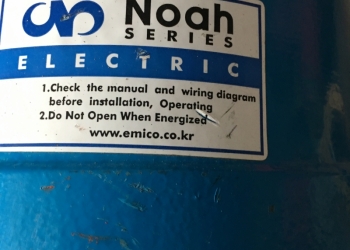 Noah
SERIES
ELECTRIC
1.Check the manual and wiring diagram
before installation, Operating
2.Do Not Open When Energized
www.emico.co.kr